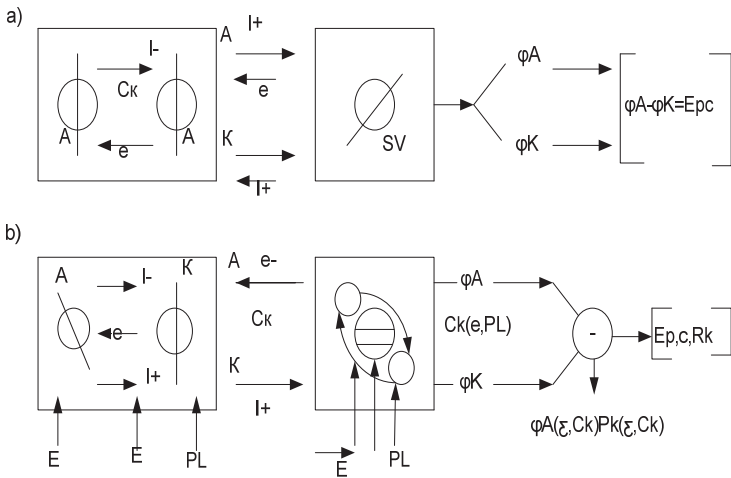 a)
A I+
I- φA
Cк e
φA-φK=Epc
A A K
e SV φK
I+
b)
A K A e-
I- φA
Cк Ck(e,PL)
e - Ep,c,Rk
I+ K φK
I+
φA(ξ,Ck)Pk(ξ,Ck)
E E PL E PL